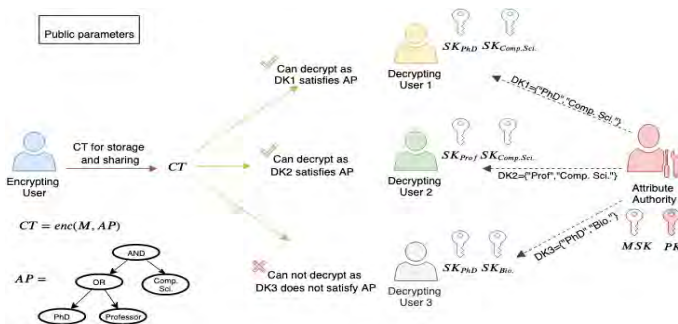 Public parameters
Can decrypt as
DK1 satisfies AP
Decrypting
User 1
SK_PhD SK_Comp.Sci.
DK1={"PhD","Comp. Sci."}
CT for storage
and sharing
CT
Encrypting
User
Can decrypt as
DK2 satisfies AP
Decrypting
User 2
SK_Prof SK_Comp.Sci.
DK2={"Prof","Comp. Sci."}
Attribute
Authority
MSK PK
CT = enc(M, AP)
AP =
AND
OR
Comp.
Sci.
PhD
Professor
Can not decrypt as
DK3 does not satisfy AP
Decrypting
User 3
SK_PhD SK_Bio.
DK3={"PhD","Bio."}